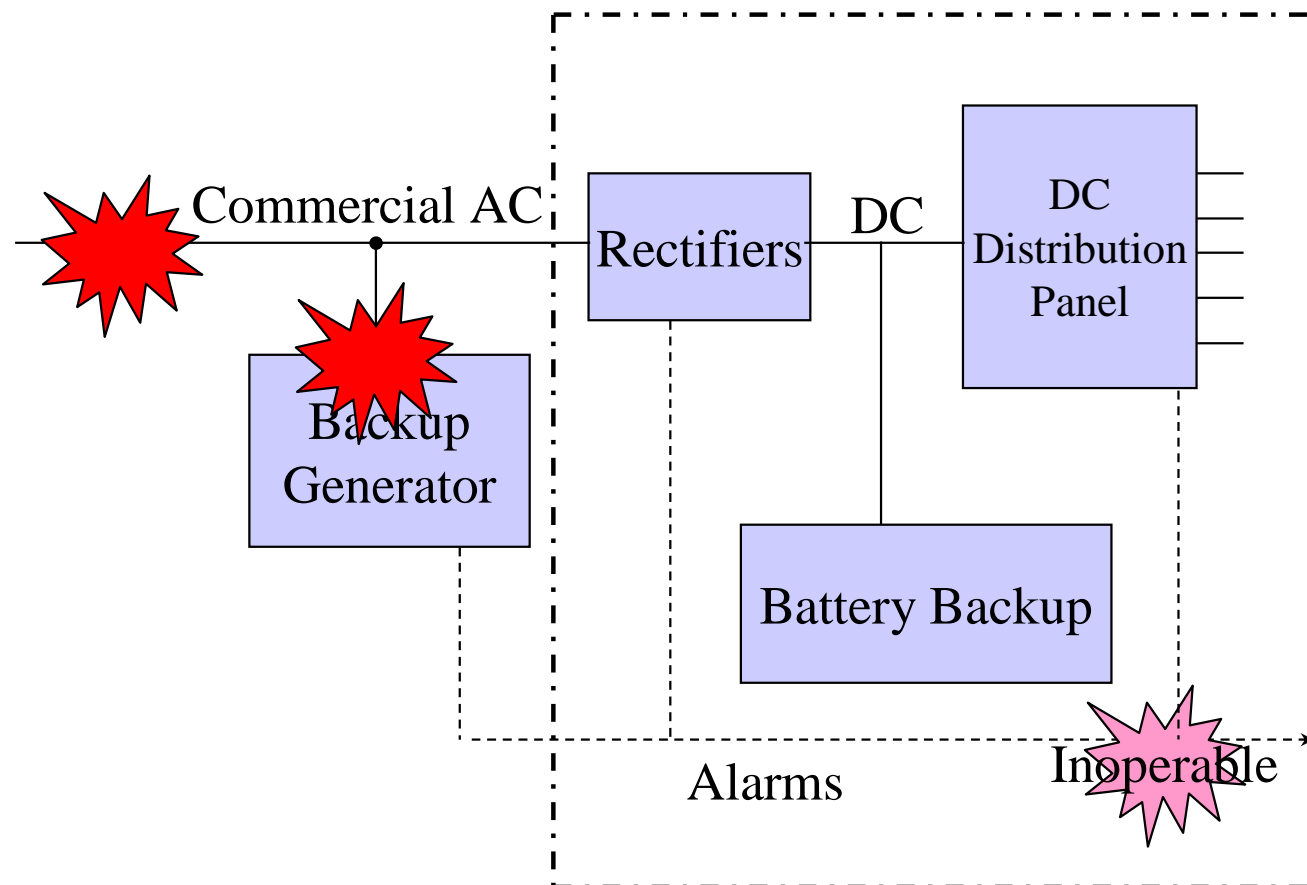 Commercial AC
Rectifiers
DC
DC
Distribution
Panel
Backup
Generator
Battery Backup
Inoperable
Alarms